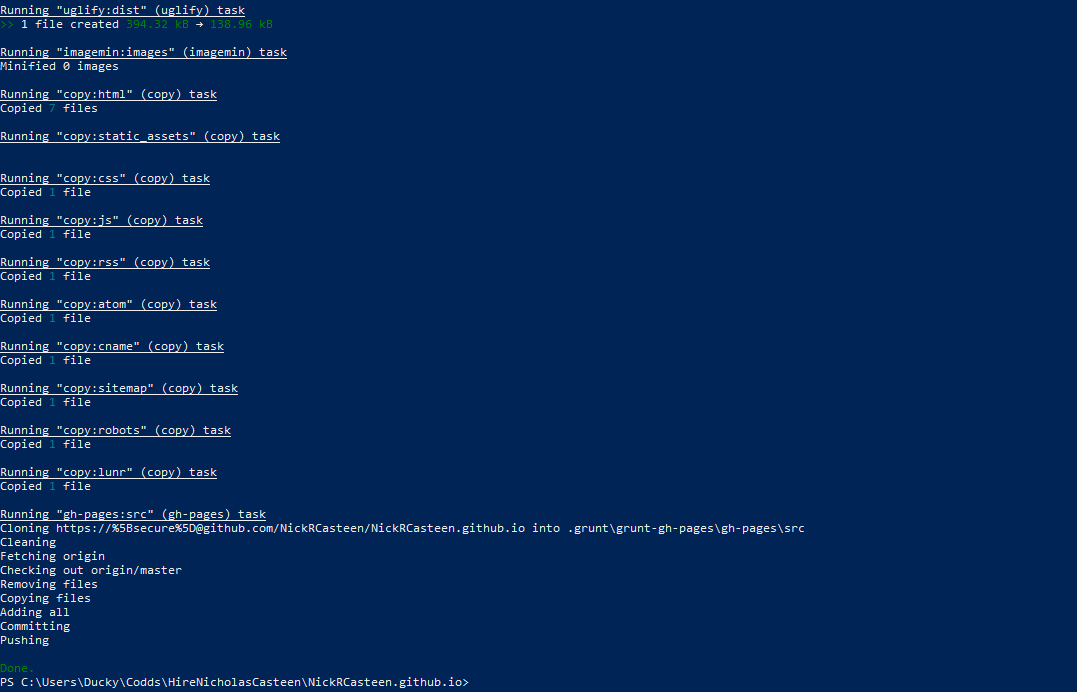 Running "uglify:dist" (uglify) task
>> 1 file created 394.32 kB → 138.96 kB
Running "imagemin:images" (imagemin) task
Minified 0 images
Running "copy:html" (copy) task
Copied 7 files
Running "copy:static_assets" (copy) task
Running "copy:css" (copy) task
Copied 1 file
Running "copy:js" (copy) task
Copied 1 file
Running "copy:rss" (copy) task
Copied 1 file
Running "copy:atom" (copy) task
Copied 1 file
Running "copy:cname" (copy) task
Copied 1 file
Running "copy:sitemap" (copy) task
Copied 1 file
Running "copy:robots" (copy) task
Copied 1 file
Running "copy:lunr" (copy) task
Copied 1 file
Running "gh-pages:src" (gh-pages) task
Cloning https://%5Bsecure%5D@github.com/NickRCasteen/NickRCasteen.github.io into .grunt\grunt-gh-pages\gh-pages\src
Cleaning
Fetching origin
Checking out origin/master
Removing files
Copying files
Adding all
Committing
Pushing
Done.
PS C:\Users\Ducky\Codds\HireNicholasCasteen\NickRCasteen.github.io>